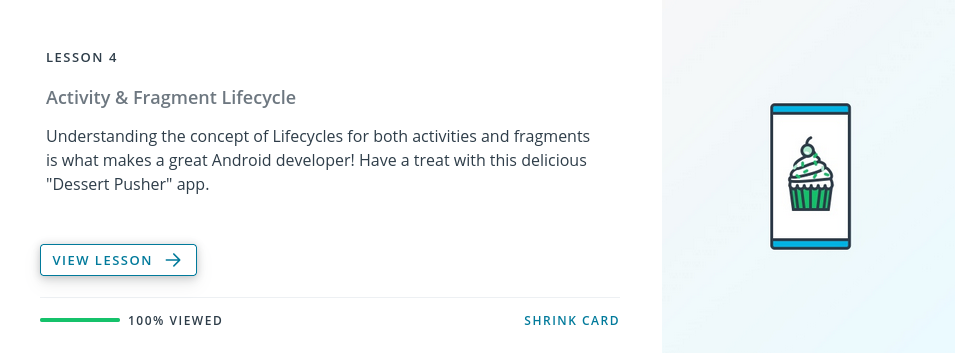 LESSON 4
Activity & Fragment Lifecycle
Understanding the concept of Lifecycles for both activities and fragments
is what makes a great Android developer! Have a treat with this delicious
"Dessert Pusher" app.
VIEW LESSON
100% VIEWED
SHRINK CARD